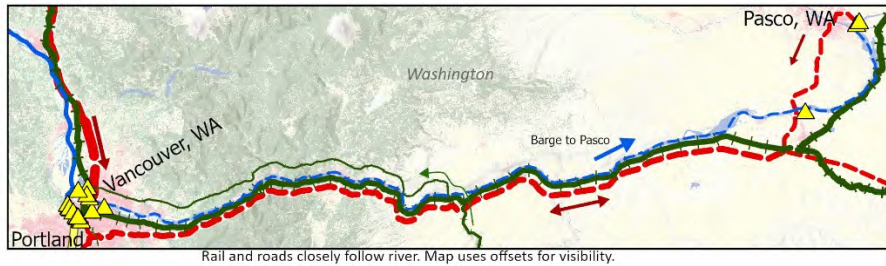 Pasco, WA
Washington
Barge to Pasco
Vancouver, WA
Portland
Rail and roads closely follow river. Map uses offsets for visibility.